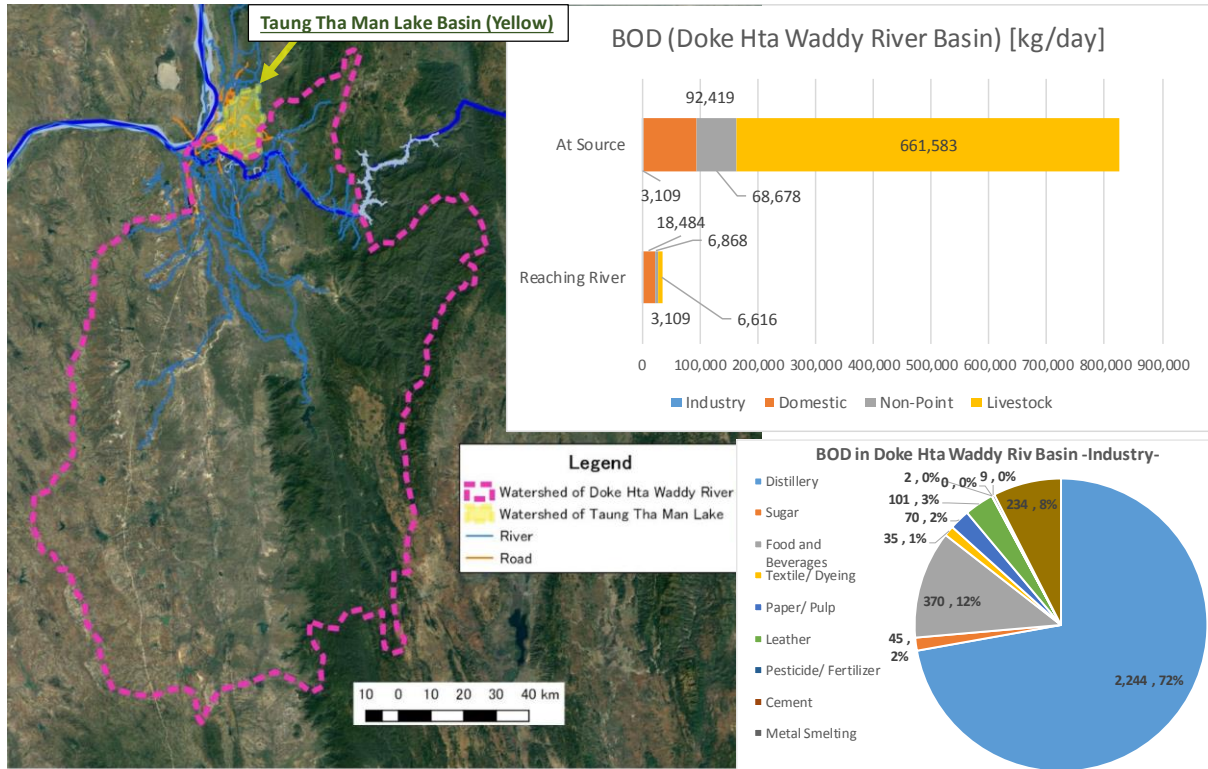 Taung Tha Man Lake Basin (Yellow)
BOD (Doke Hta Waddy River Basin) [kg/day]
92,419
At Source
661,583
3,109
68,678
18,484
6,868
Reaching River
3,109
6,616
0
100,000
200,000
300,000
400,000
500,000
600,000
700,000
800,000
900,000
Industry
Domestic
Non-Point
Livestock
Legend
Watershed of Doke Hta Waddy River
Watershed of Taung Tha Man Lake
River
Road
10 0 10 20 30 40 km
BOD in Doke Hta Waddy Riv Basin -Industry-
Distillery
Sugar
Food and
Beverages
Textile/ Dyeing
Paper/ Pulp
Leather
Pesticide/ Fertilizer
Cement
Metal Smelting
2 , 0%
0 , 0%
9 , 0%
101 , 3%
234 , 8%
70 , 2%
35 , 1%
370 , 12%
45 ,
2%
2,244 , 72%